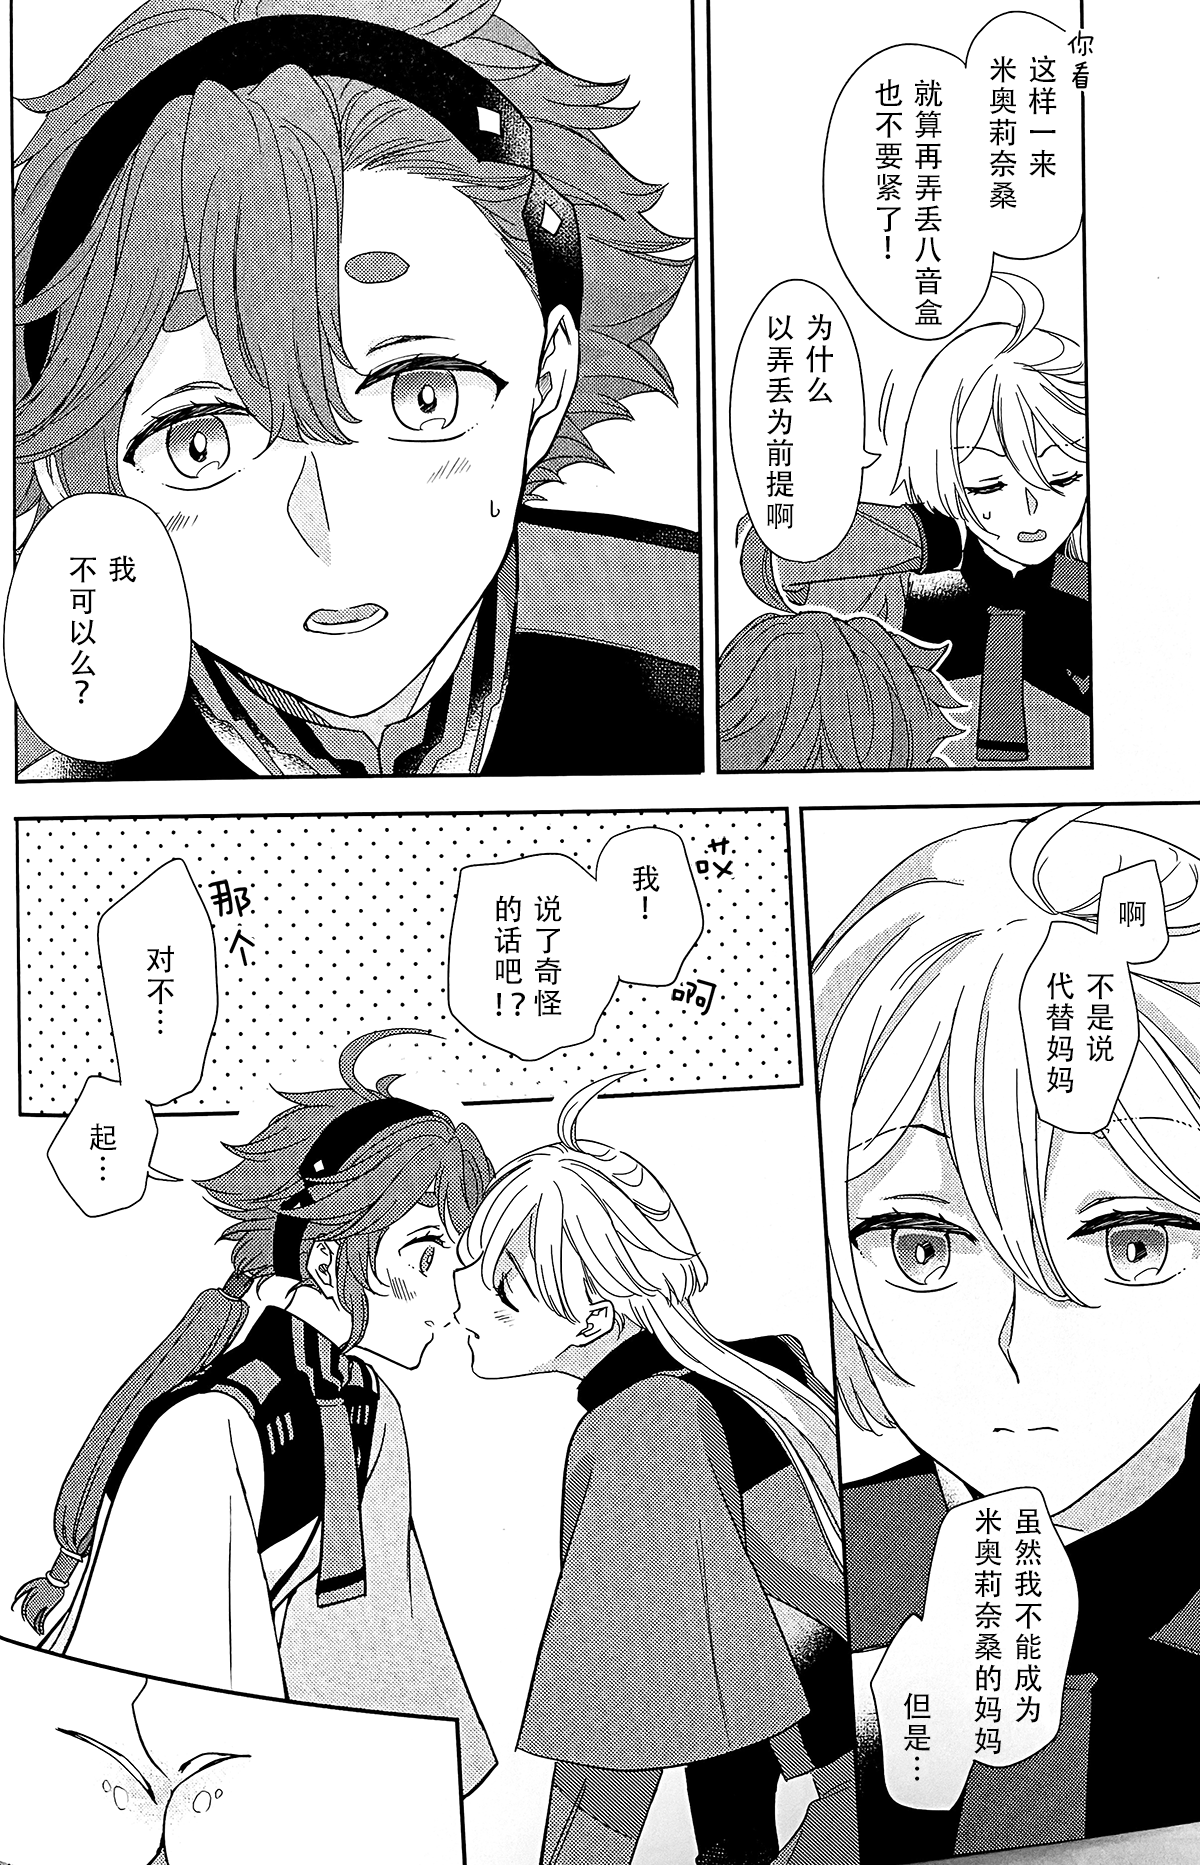 你看
这样一来
米奥莉奈桑
就算再弄丢八音盒
也不要紧了！
为什么
以弄丢为前提啊
我
不可以么？
啊
不是说
代替妈妈
虽然我不能成为
米奥莉奈桑的妈妈
但是…
哎
我！
说了奇怪
的话吧!？
啊
那个
对不…
起…